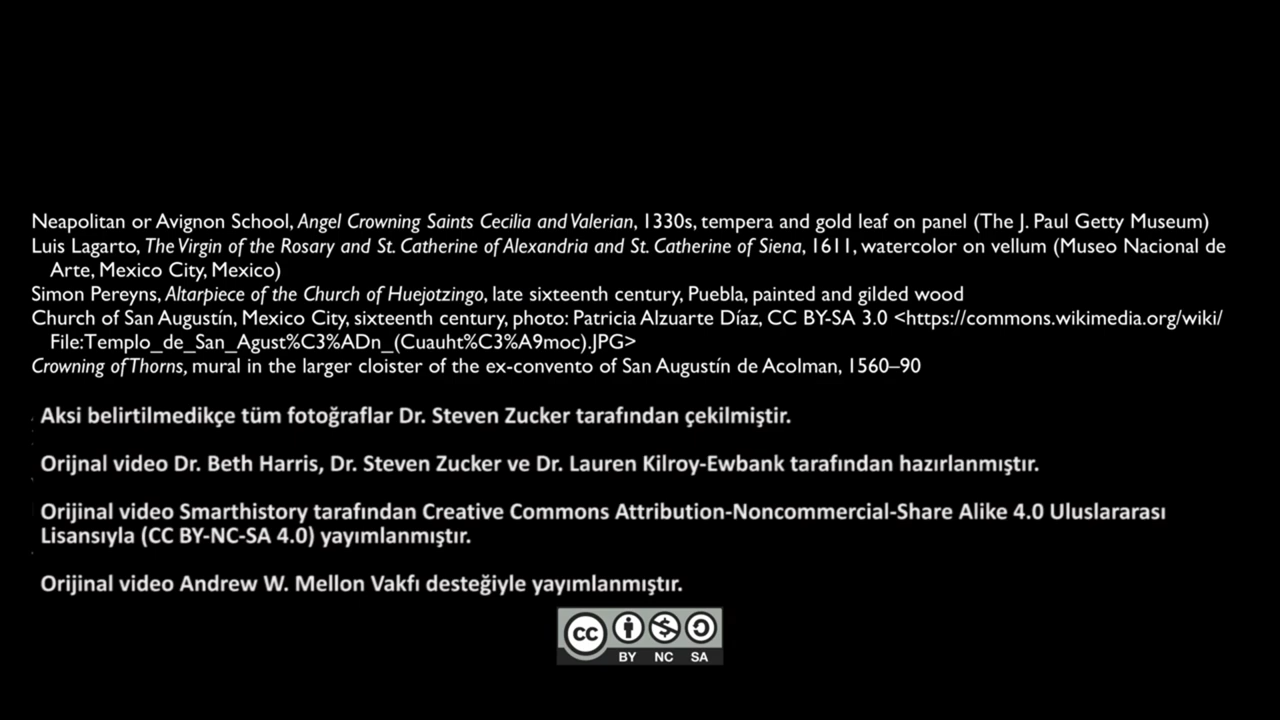 Neapolitan or Avignon School, Angel Crowning Saints Cecilia and Valerian, 1330s, tempera and gold leaf on panel (The J. Paul Getty Museum)
Luis Lagarto, The Virgin of the Rosary and St. Catherine of Alexandria and St. Catherine of Siena, 1611, watercolor on vellum (Museo Nacional de
Arte, Mexico City, Mexico)
Simon Pereyns, Altarpiece of the Church of Huejotzingo, late sixteenth century, Puebla, painted and gilded wood
Church of San Augustín, Mexico City, sixteenth century, photo: Patricia Alzuarte Díaz, CC BY-SA 3.0 <https://commons.wikimedia.org/wiki/
File:Templo_de_San_Agust%C3%ADn_(Cuauht%C3%A9moc).JPG>
Crowning of Thorns, mural in the larger cloister of the ex-convento of San Augustín de Acolman, 1560–90
Aksi belirtilmedikçe tüm fotoğraflar Dr. Steven Zucker tarafından çekilmiştir.
Orijnal video Dr. Beth Harris, Dr. Steven Zucker ve Dr. Lauren Kilroy-Ewbank tarafından hazırlanmıştır.
Orijinal video Smarthistory tarafından Creative Commons Attribution-Noncommercial-Share Alike 4.0 Uluslararası
Lisansıyla (CC BY-NC-SA 4.0) yayımlanmıştır.
Orijinal video Andrew W. Mellon Vakfı desteğiyle yayımlanmıştır.
cc BY NC SA